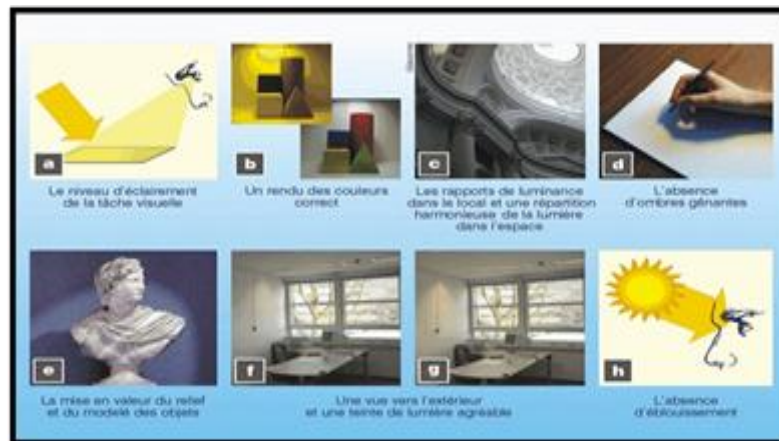 a
Le niveau d'éclairement
de la tâche visuelle
b
Un rendu des couleurs
correct
c
Les rapports de luminance
dans le local et une répartition
harmonieuse de la lumière
dans l'espace
d
L'absence
d'ombres gênantes
e
La mise en valeur du relief
et du modelé des objets
f
g
Une vue vers l'extérieur
et une teinte de lumière agréable
h
L'absence
d'éblouissement